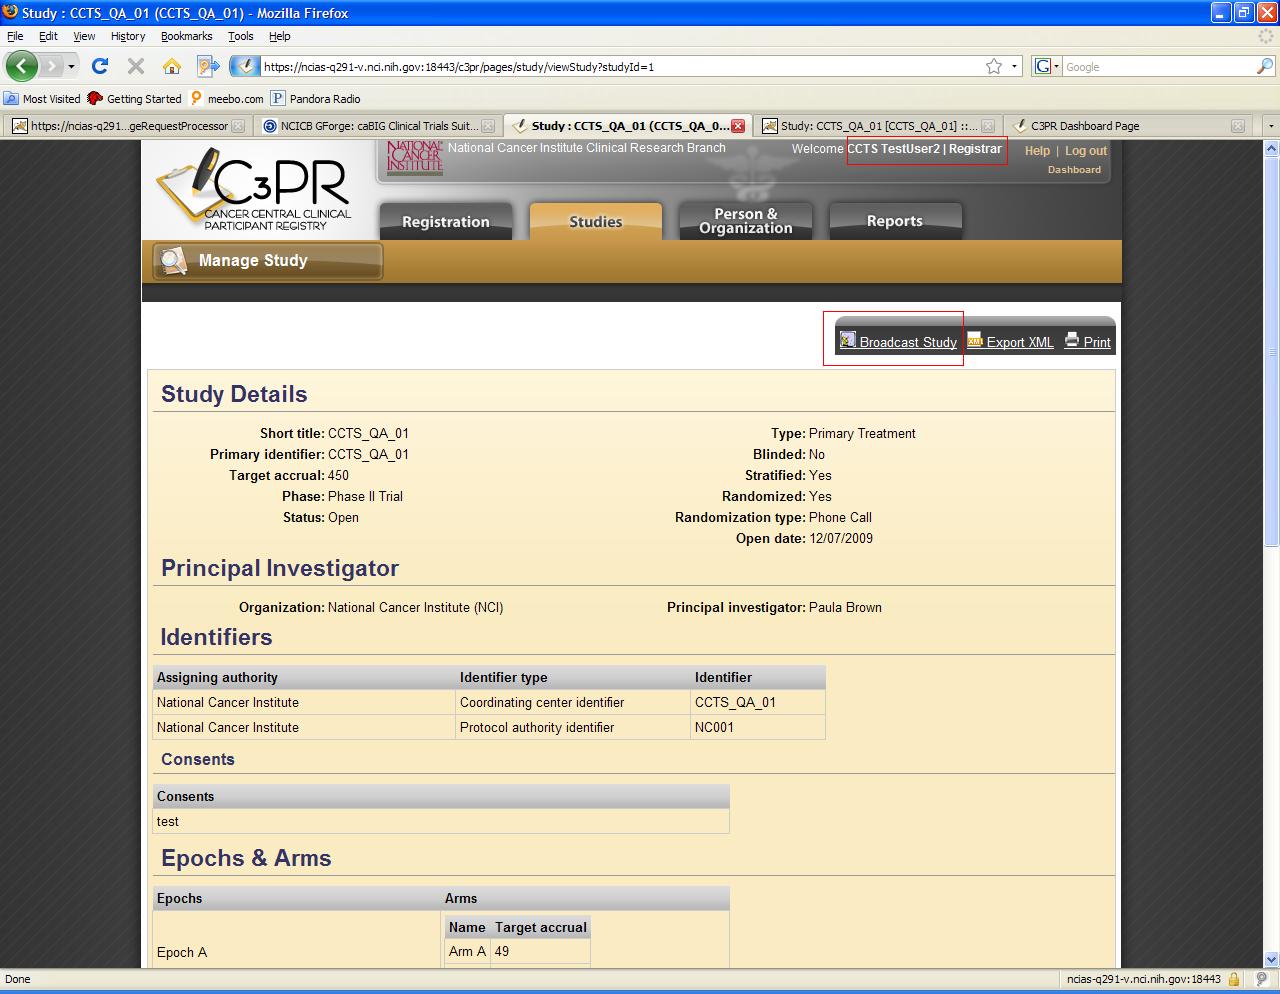 Study : CCTS_QA_01 (CCTS_QA_01) - Mozilla Firefox
File Edit View History Bookmarks Tools Help
https://ncias-q291-v.nci.nih.gov:18443/c3pr/pages/study/viewStudy?studyId=1
Google
Most Visited Getting Started meebo.com Pandora Radio
https://ncias-q291...geRequestProcessor NCICB GForge: caBIG Clinical Trials Suit... Study : CCTS_QA_01 (CCTS_QA_0... Study: CCTS_QA_01 [CCTS_QA_01] ::... C3PR Dashboard Page
NATIONAL CANCER INSTITUTE
National Cancer Institute Clinical Research Branch
Welcome CCTS TestUser2 | Registrar
Help | Log out
Dashboard
C3PR
CANCER CENTRAL CLINICAL
PARTICIPANT REGISTRY
Registration Studies Person & Organization Reports
Manage Study
Broadcast Study Export XML Print
Study Details
Short title: CCTS_QA_01 Type: Primary Treatment
Primary identifier: CCTS_QA_01 Blinded: No
Target accrual: 450 Stratified: Yes
Phase: Phase II Trial Randomized: Yes
Status: Open Randomization type: Phone Call
Open date: 12/07/2009
Principal Investigator
Organization: National Cancer Institute (NCI) Principal investigator: Paula Brown
Identifiers
Assigning authority Identifier type Identifier
National Cancer Institute Coordinating center identifier CCTS_QA_01
National Cancer Institute Protocol authority identifier NC001
Consents
Consents
test
Epochs & Arms
Epochs Arms
Name Target accrual
Epoch A Arm A 49
Done ncias-q291-v.nci.nih.gov:18443